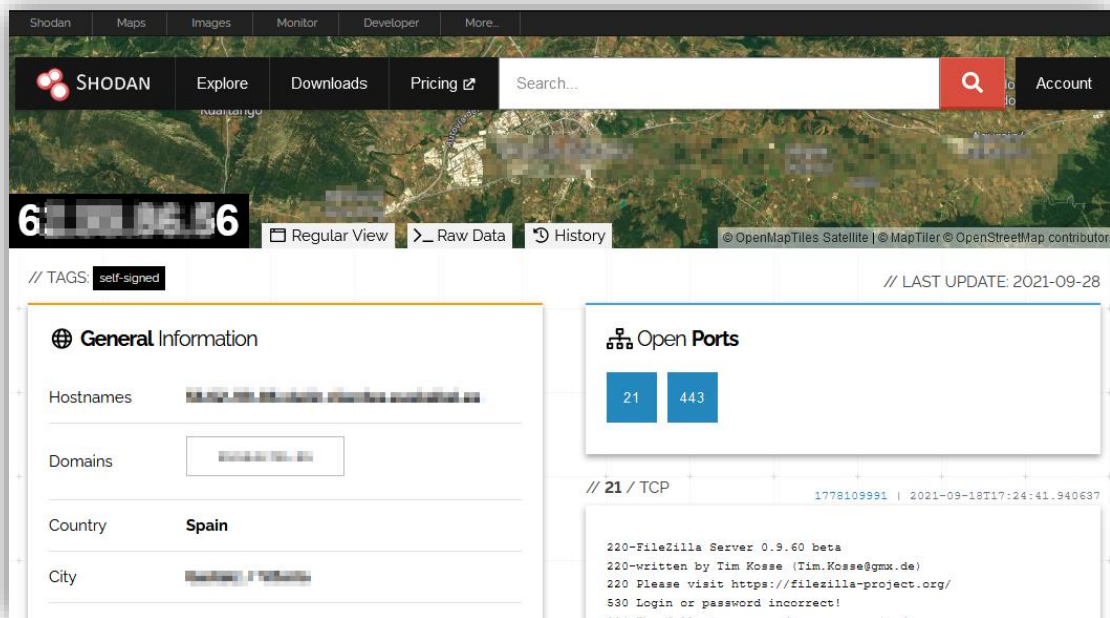 Shodan Maps Images Monitor Developer More...
SHODAN Explore Downloads Pricing Search... Account
Kuartango
6 6 Regular View >_ Raw Data History
© OpenMapTiles Satellite | © MapTiler © OpenStreetMap contributor
// TAGS: self-signed
// LAST UPDATE: 2021-09-28
General Information
Hostnames
Domains
Country Spain
City
Open Ports
21 443
// 21 / TCP
1778109991 | 2021-09-18T17:24:41.940637
220-FileZilla Server 0.9.60 beta
220-written by Tim Kosse (Tim.Kosse@gmx.de)
220 Please visit https://filezilla-project.org/
530 Login or password incorrect!